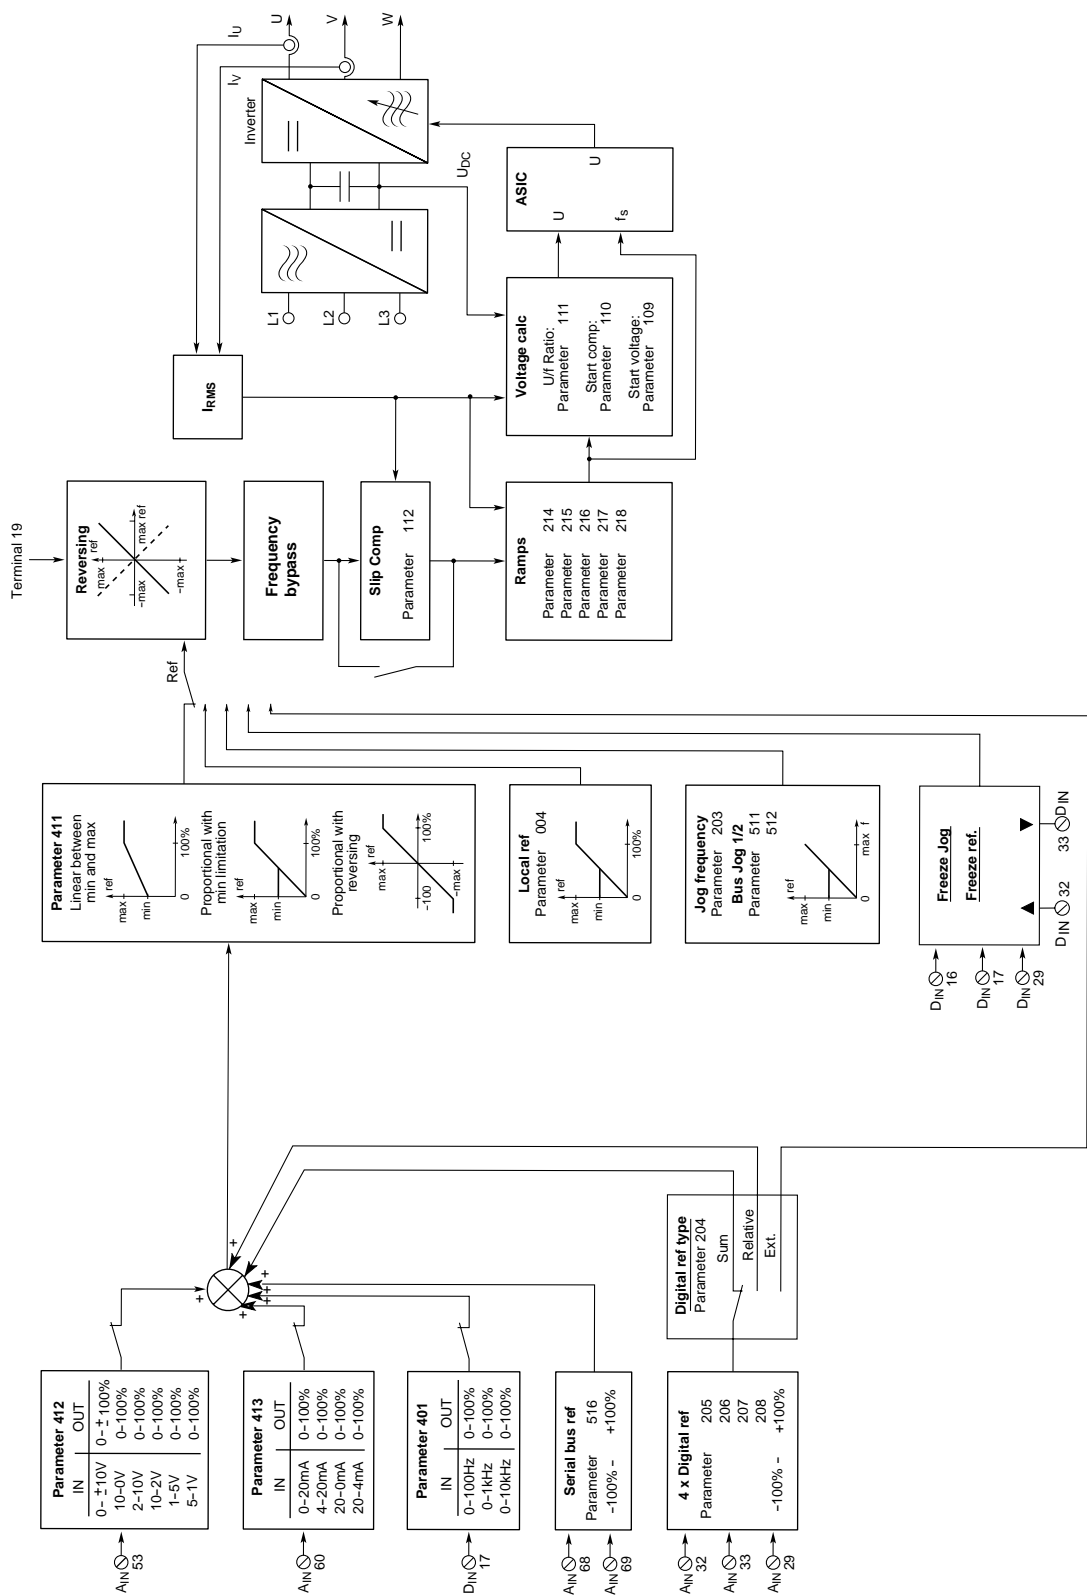 Parameter 412
IN OUT
0– ±10V 0– ± 100%
10–0V 0–100%
2–10V 0–100%
10–2V 0–100%
1–5V 0–100%
5–1V 0–100%
AIN 53
Parameter 413
IN OUT
0–20mA 0–100%
4–20mA 0–100%
20–0mA 0–100%
20–4mA 0–100%
AIN 60
Parameter 401
IN OUT
0–100Hz 0–100%
0–1kHz 0–100%
0–10kHz 0–100%
DIN 17
Serial bus ref
Parameter 516
–100% – +100%
AIN 68
AIN 69
4 x Digital ref
Parameter 205
206
207
208
–100% – +100%
AIN 32
AIN 33
AIN 29
Digital ref type
Parameter 204
Sum
Relative
Ext.
+
+
+
+
+
+
Parameter 411
Linear between
min and max
ref
max
min
0
100%
Proportional with
min limitation
ref
max
min
0
100%
Proportional with
reversing
ref
max
–100
100%
–max
Local ref
Parameter 004
ref
max
min
0
100%
Jog frequency
Parameter 203
Bus Jog 1/2
Parameter 511
512
ref
max
min
0
max f
Freeze Jog
Freeze ref.
DIN 16
DIN 17
DIN 29
DIN 32
33 DIN
Ref
Terminal 19
Reversing
ref
max
max ref
–max
–max
Frequency
bypass
Slip Comp
Parameter 112
Ramps
Parameter 214
Parameter 215
Parameter 216
Parameter 217
Parameter 218
IRMS
Voltage calc
U/f Ratio:
Parameter 111
Start comp:
Parameter 110
Start voltage:
Parameter 109
ASIC
U
fs
U
L1
L2
L3
UDC
Inverter
IU
IV
U
V
W